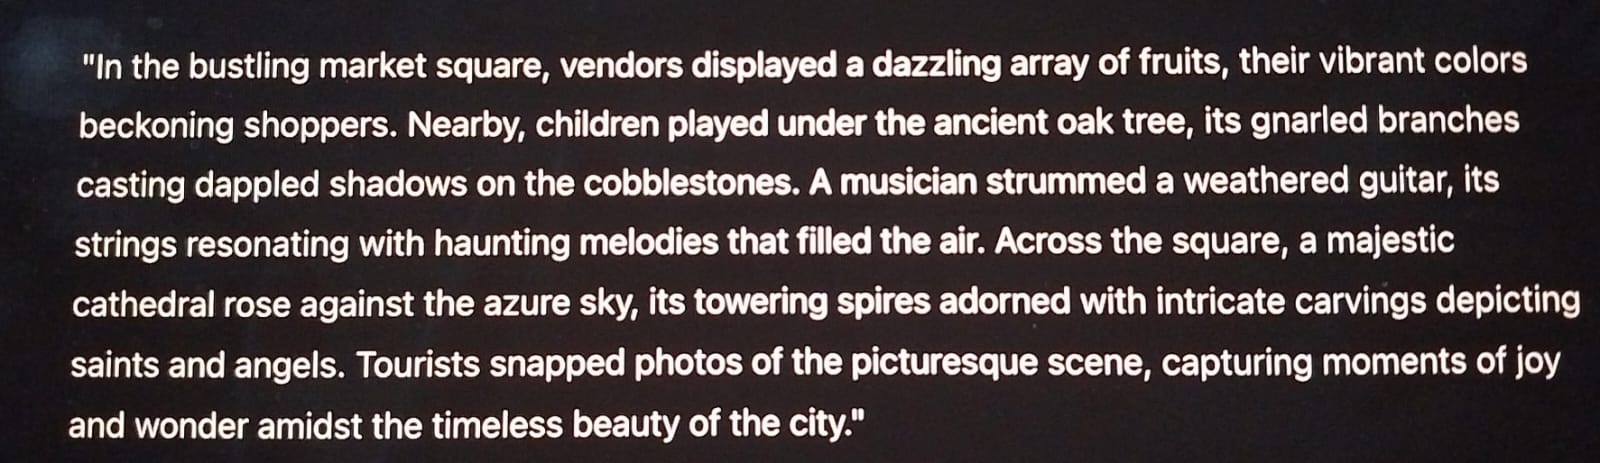 "In the bustling market square, vendors displayed a dazzling array of fruits, their vibrant colors
beckoning shoppers. Nearby, children played under the ancient oak tree, its gnarled branches
casting dappled shadows on the cobblestones. A musician strummed a weathered guitar, its
strings resonating with haunting melodies that filled the air. Across the square, a majestic
cathedral rose against the azure sky, its towering spires adorned with intricate carvings depicting
saints and angels. Tourists snapped photos of the picturesque scene, capturing moments of joy
and wonder amidst the timeless beauty of the city."